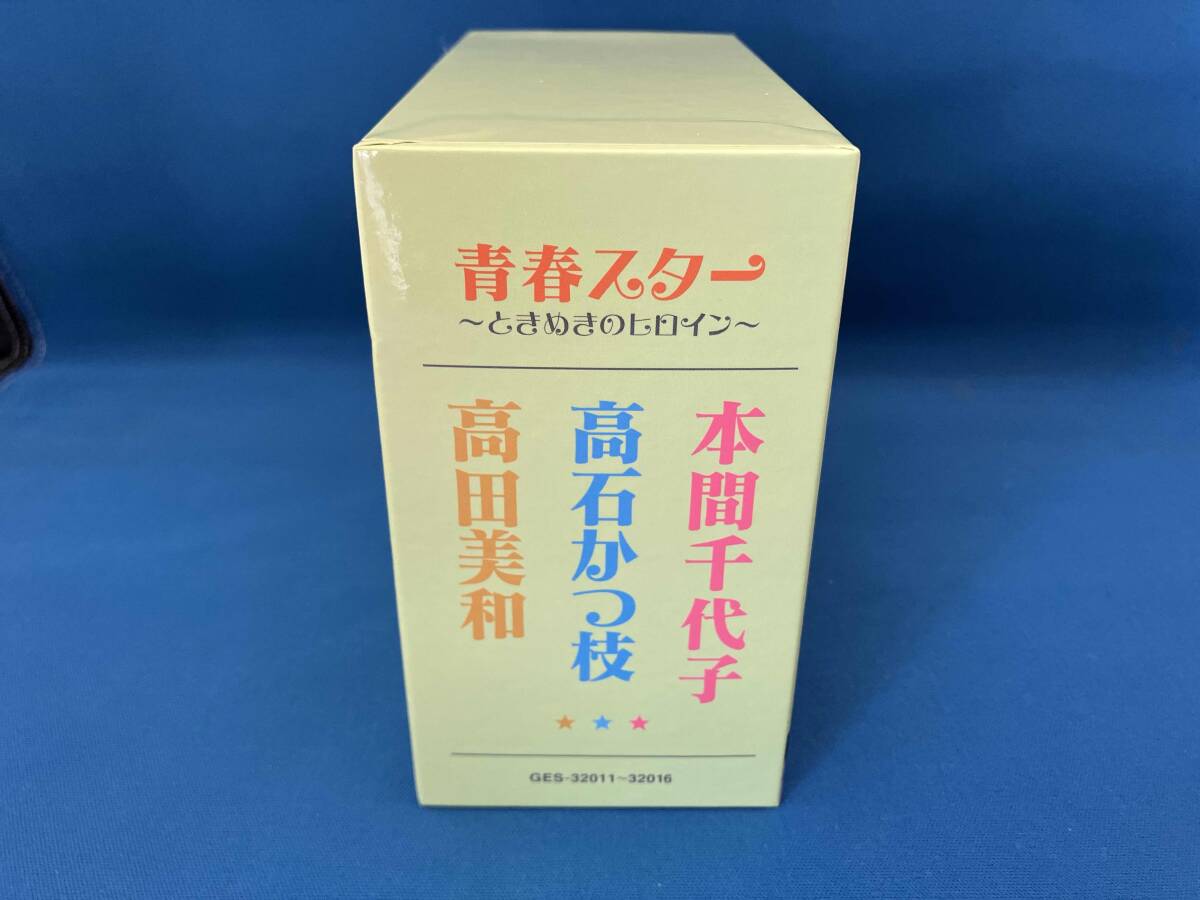 青春スター
~ときめきのヒロイン~
本間千代子
高石かつ枝
高田美和
★ ★ ★
GES-32011~32016